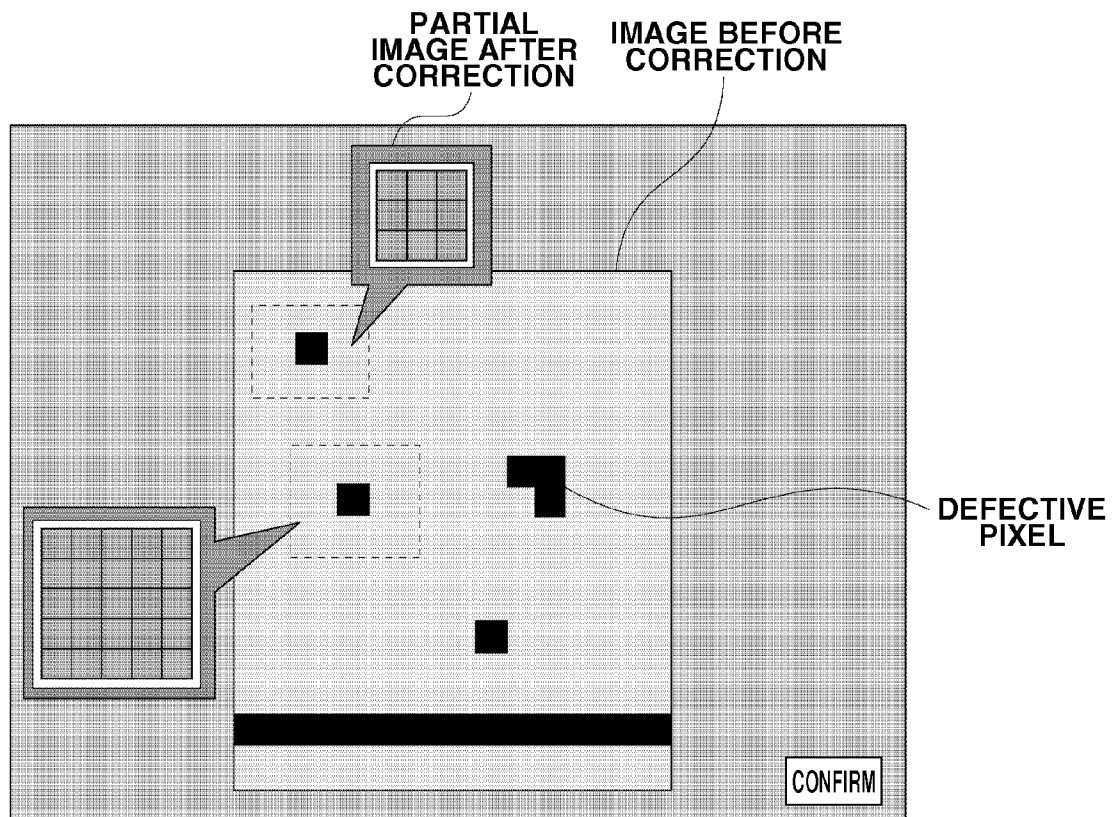 PARTIAL
IMAGE AFTER
CORRECTION
IMAGE BEFORE
CORRECTION
DEFECTIVE
PIXEL
CONFIRM